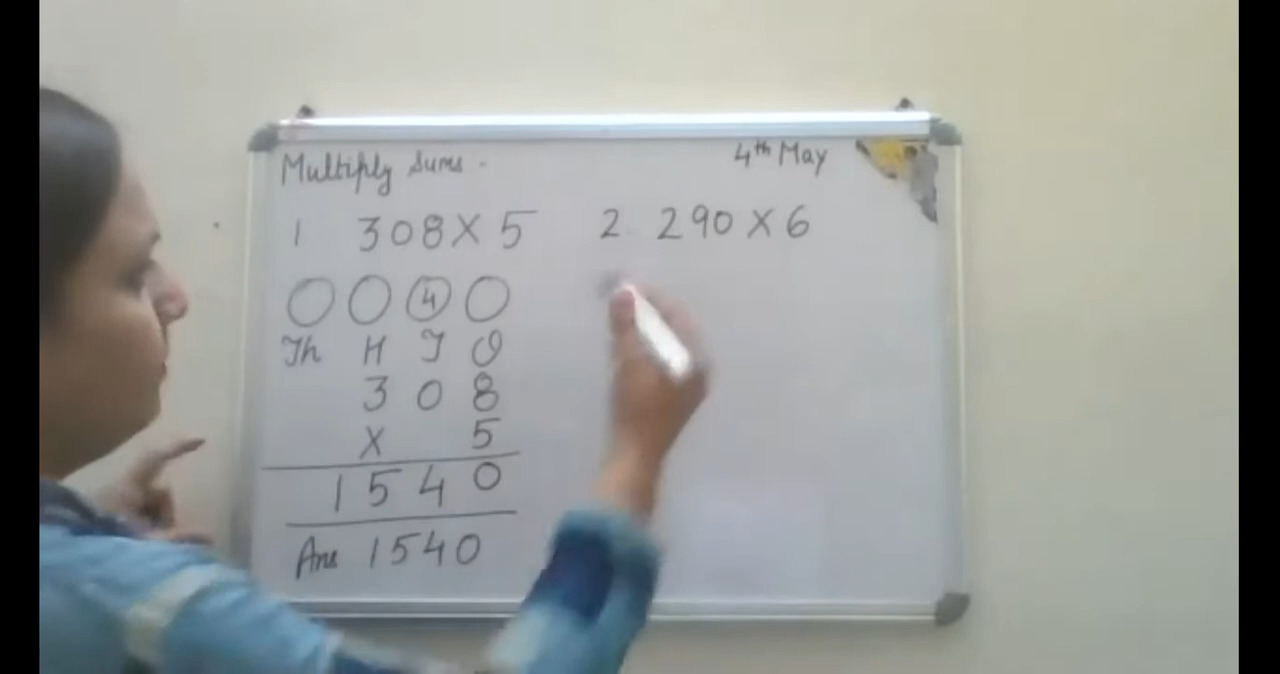 Multiply Sums.
4th May
1 308 X 5
4
Th H T O
3 0 8
X 5
1 5 4 0
Ans 1540
2. 290 X 6